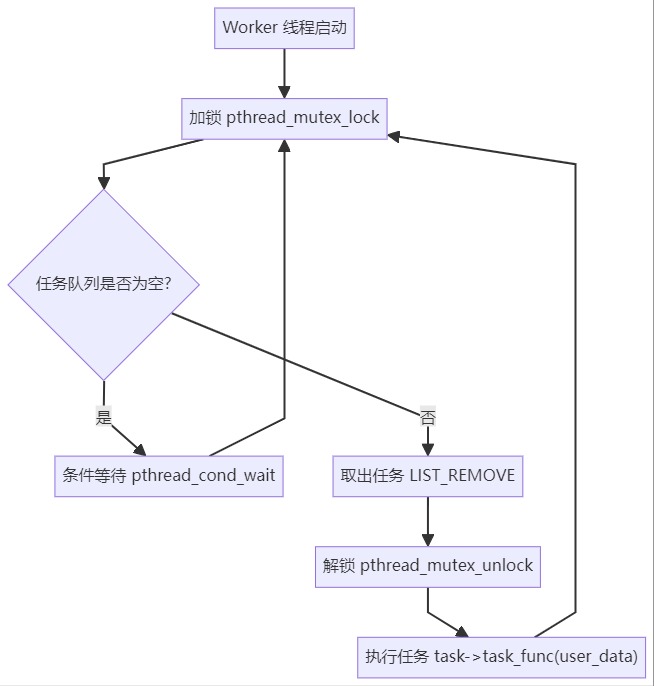 Worker 线程启动
加锁 pthread_mutex_lock
任务队列是否为空?
是
否
条件等待 pthread_cond_wait
取出任务 LIST_REMOVE
解锁 pthread_mutex_unlock
执行任务 task->task_func(user_data)